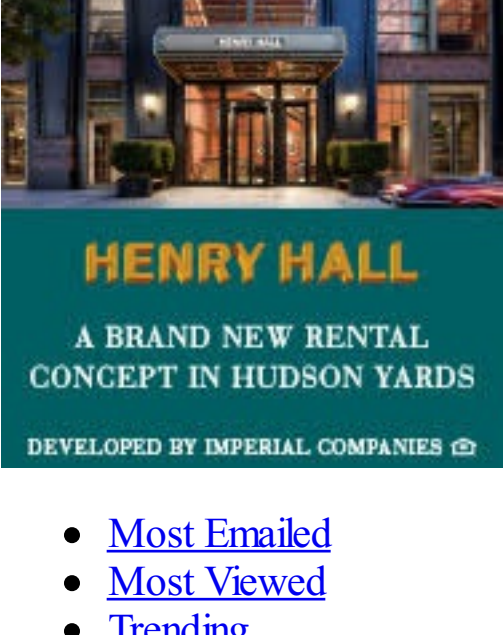 HENRY HALL
HENRY HALL
A BRAND NEW RENTAL
CONCEPT IN HUDSON YARDS
DEVELOPED BY IMPERIAL COMPANIES
Most Emailed
Most Viewed
Trending